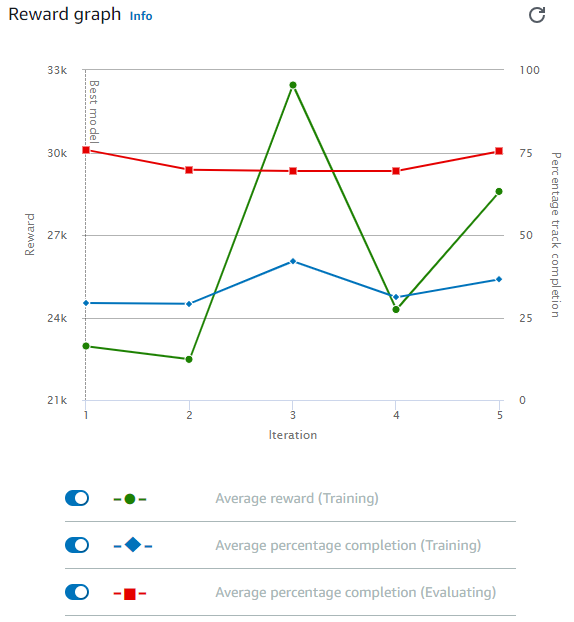 Reward graph Info
33k 100
Best model
30k 75
Reward
Percentage track completion
27k 50
24k 25
21k 0
1 2 3 4 5
Iteration
Average reward (Training)
Average percentage completion (Training)
Average percentage completion (Evaluating)